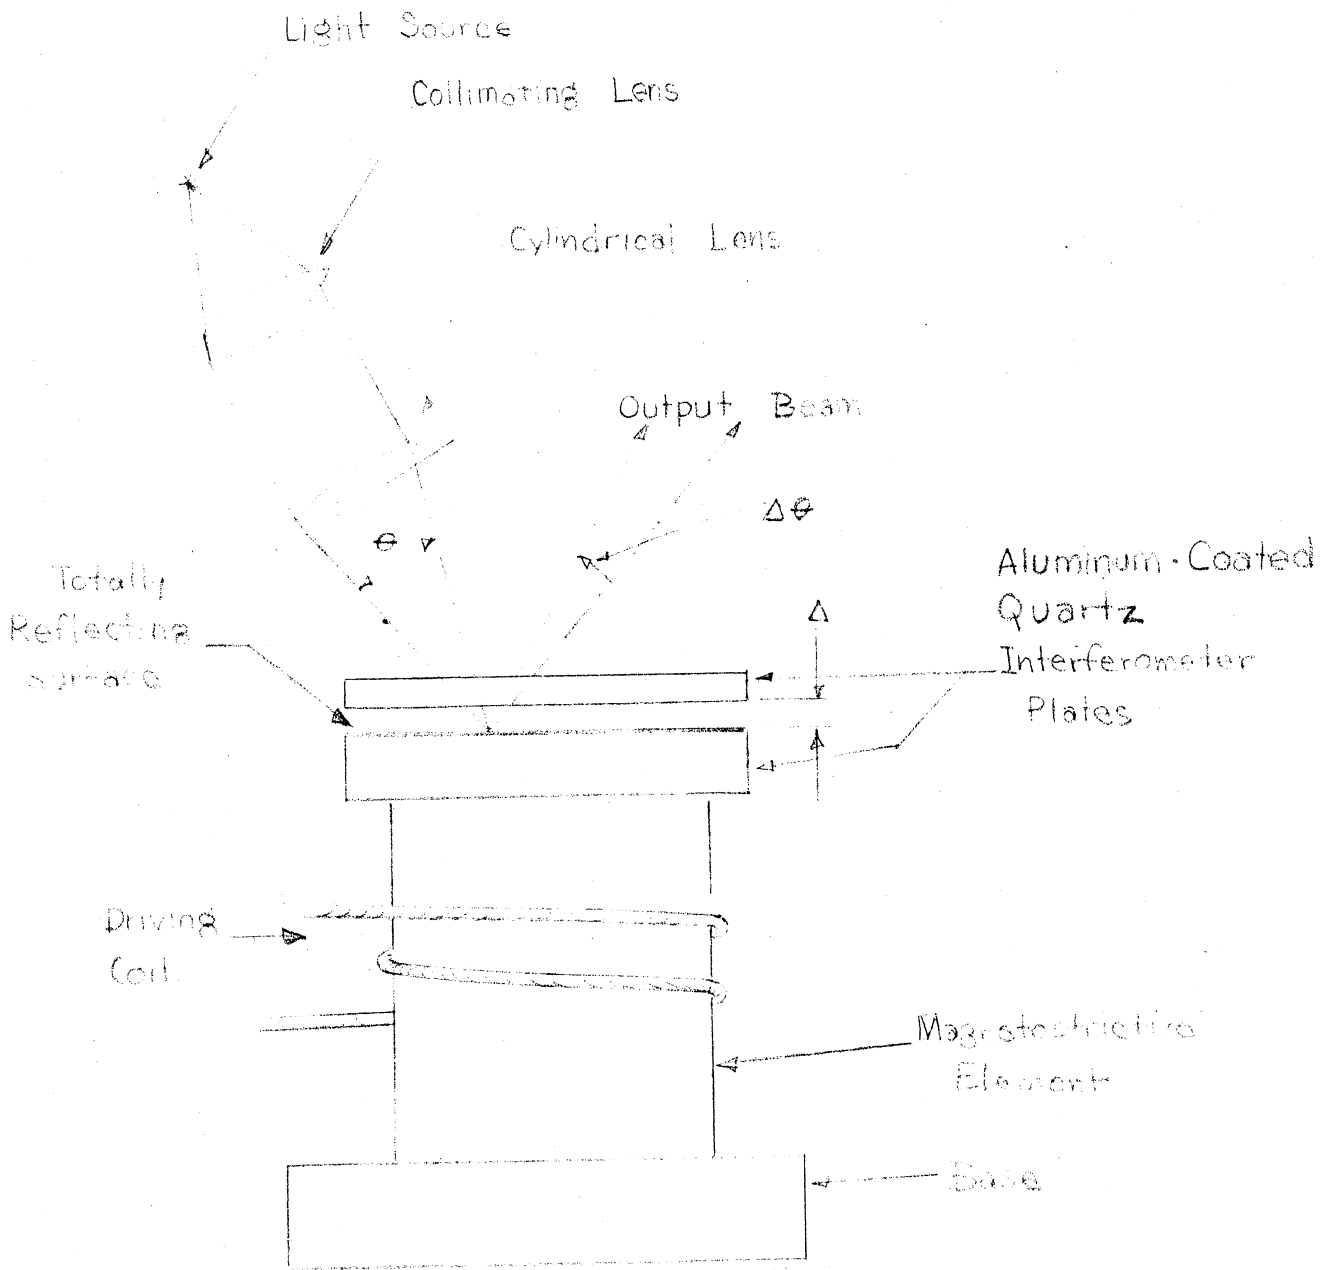 Light Source
Collimating Lens
Cylindrical Lens
Output Beam
Δθ
θ
Totally
Reflecting
Surface
Δ
Aluminum-Coated
Quartz
Interferometer
Plates
Driving
Coil
Magnetostrictive
Element
Base